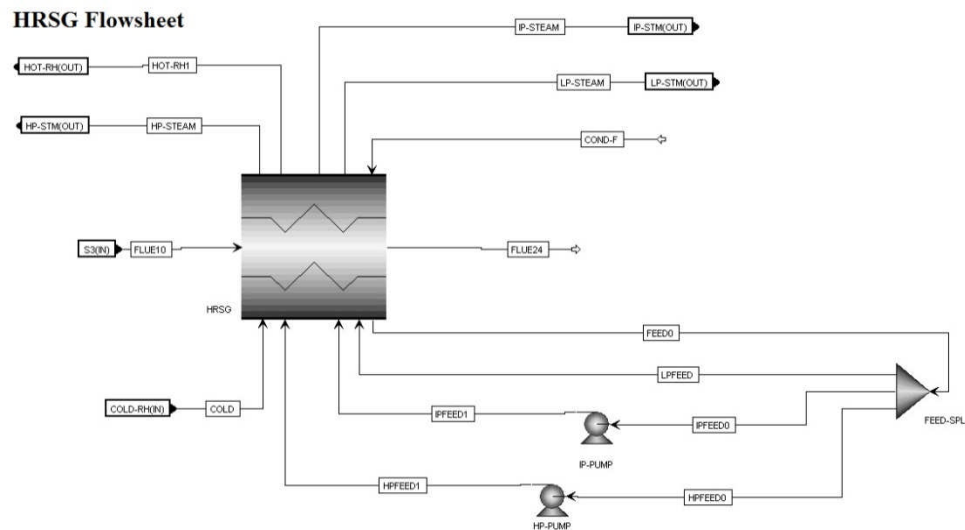 HRSG Flowsheet
IP-STEAM
IP-STM(OUT)
HOT-RH(OUT)
HOT-RH1
LP-STEAM
LP-STM(OUT)
HP-STM(OUT)
HP-STEAM
COND-F
S3(IN)
FLUE10
FLUE24
HRSG
FEED0
LPFEED
COLD-RH(IN)
COLD
IPFEED1
IPFEED0
FEED-SPL
IP-PUMP
HPFEED1
HPFEED0
HP-PUMP